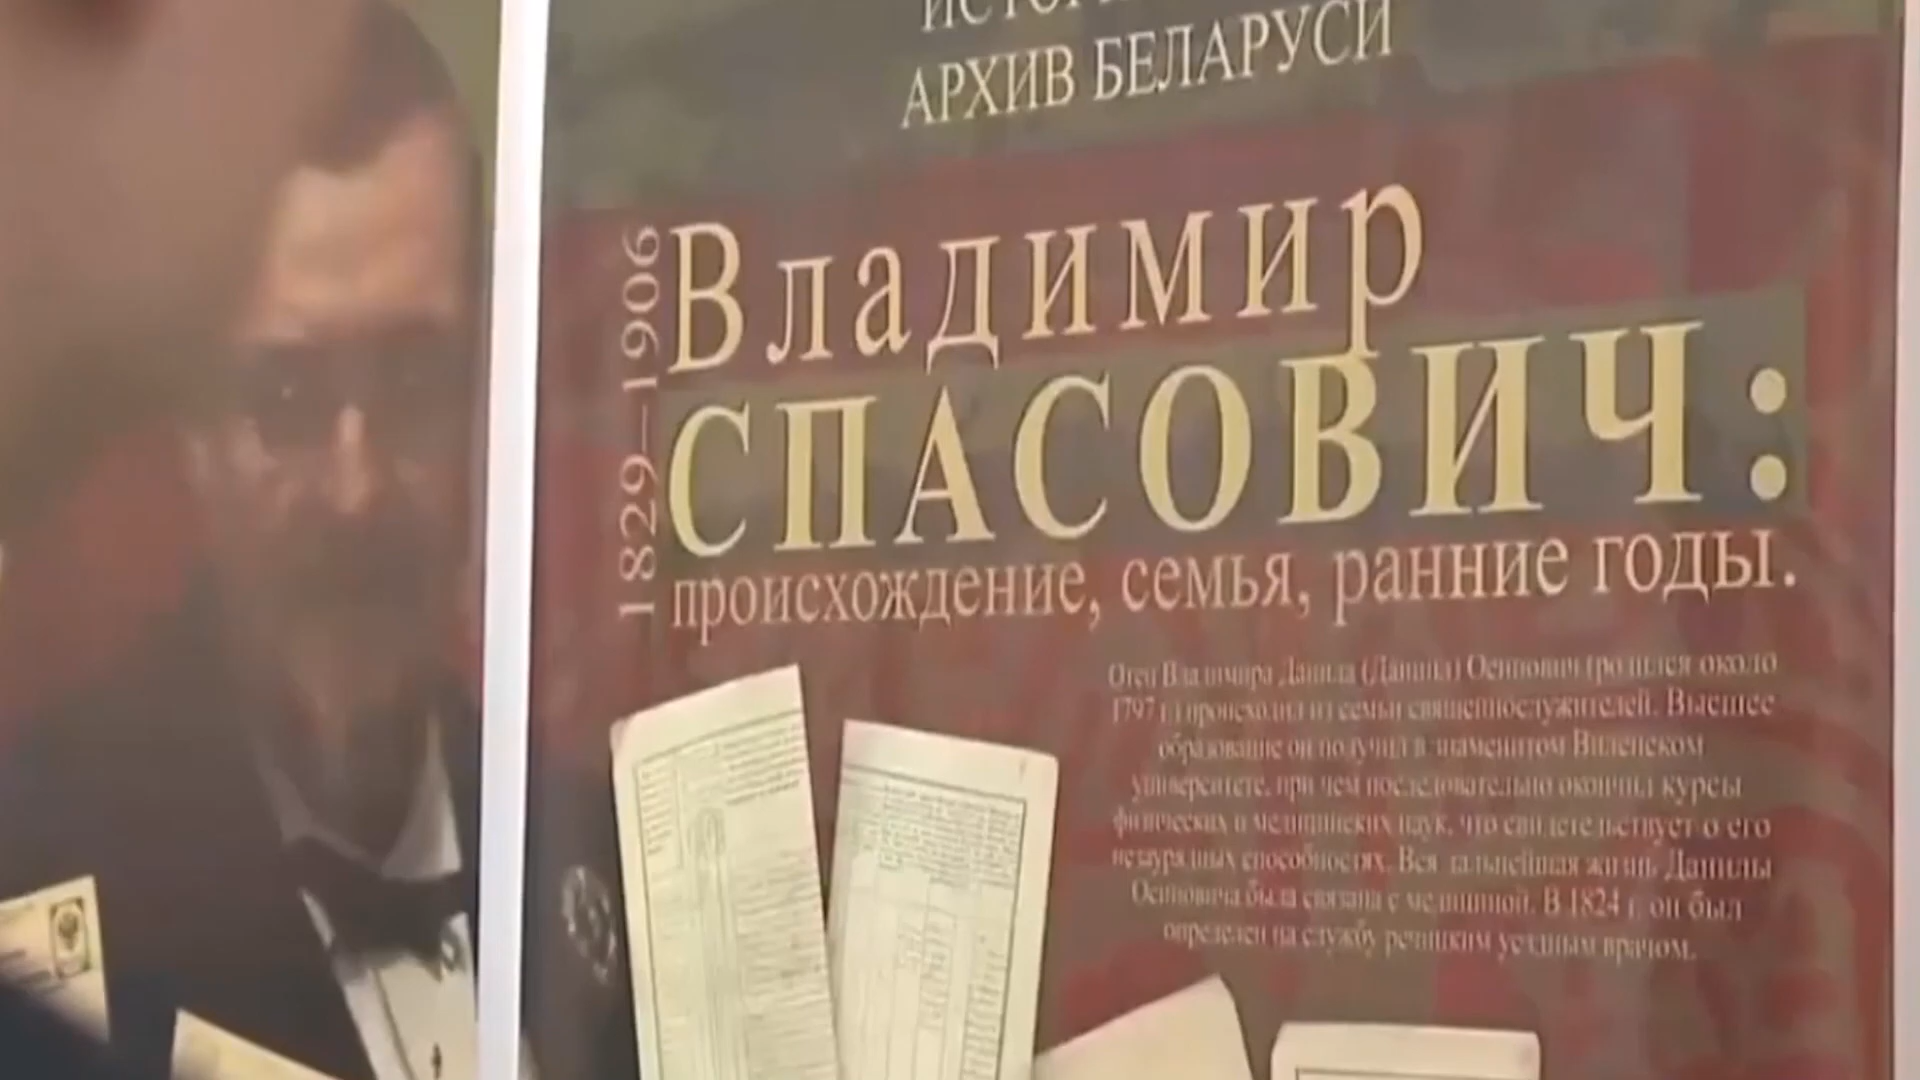 АРХИВ БЕЛАРУСИ
1829–1906
Владимир
СПАСОВИЧ:
происхождение, семья, ранние годы.
Отец Владимира Данила (Даниил) Осипович (родился около
1797 г.) происходил из семьи священнослужителей. Высшее
образование он получил в знаменитом Виленском
университете, при чем последовательно окончил курсы
физических и медицинских наук, что свидетельствует о его
незаурядных способностях. Вся дальнейшая жизнь Данилы
Осиповича была связана с медициной. В 1824 г. он был
определен на службу речицким уездным врачом.